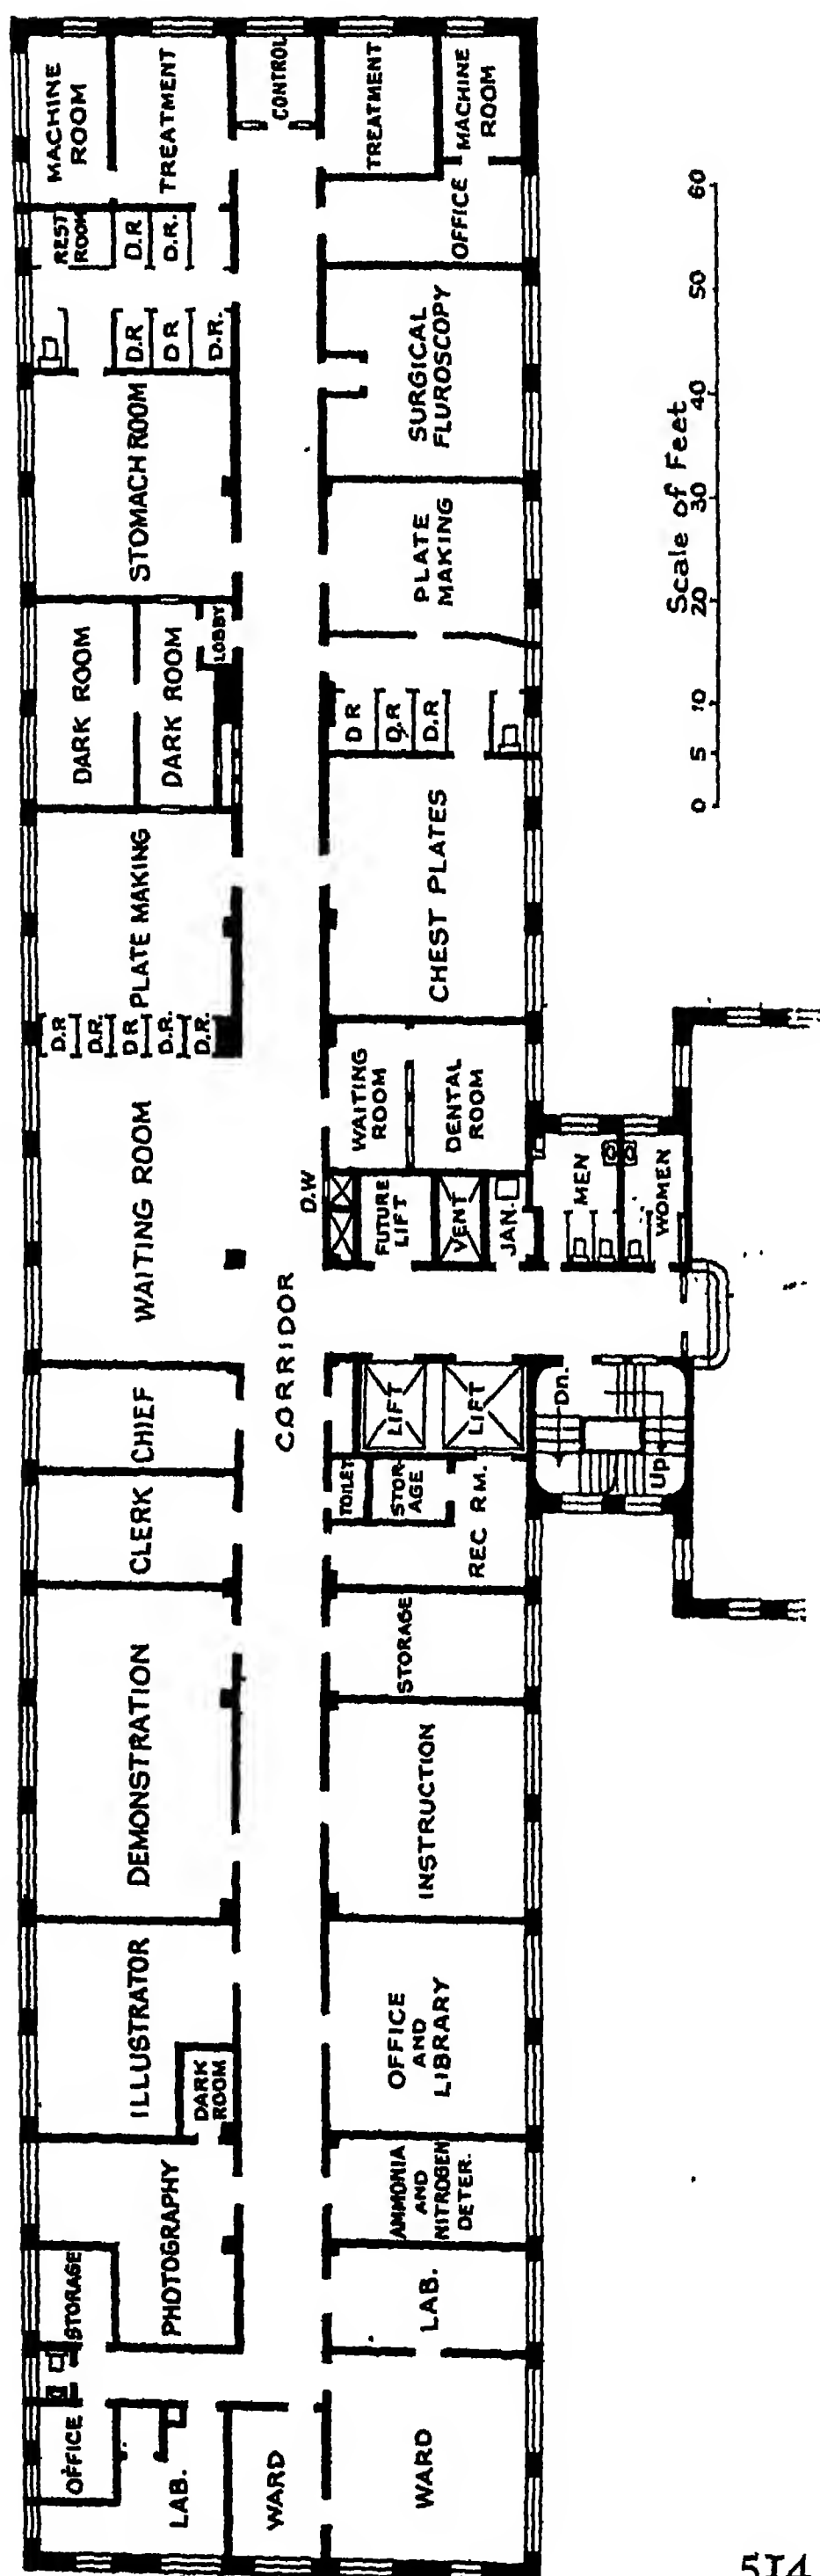 OFFICE
STORAGE
LAB.
PHOTOGRAPHY
DARK
ROOM
ILLUSTRATOR
DEMONSTRATION
CLERK
CHIEF
WAITING ROOM
D.R
D.R.
D R
D.R.
D.R.
PLATE MAKING
DARK ROOM
DARK ROOM
LOBBY
STOMACH ROOM
D.R
D R
D.R.
REST
ROOM
D.R
D.R.
MACHINE
ROOM
TREATMENT
CONTROL
WARD
CORRIDOR
D.W
WARD
LAB.
AMMONIA
AND
NITROGEN
DETER.
OFFICE
AND
LIBRARY
INSTRUCTION
STORAGE
REC RM.
TOILET
STOR-
AGE
LIFT
LIFT
FUTURE
LIFT
VENT
JAN.
WAITING
ROOM
DENTAL
ROOM
CHEST PLATES
D R
D.R
D.R
PLATE
MAKING
SURGICAL
FLUROSCOPY
OFFICE
TREATMENT
MACHINE
ROOM
Dn.
Up
MEN
WOMEN
Scale of Feet
0 5 10 20 30 40 50 60
514